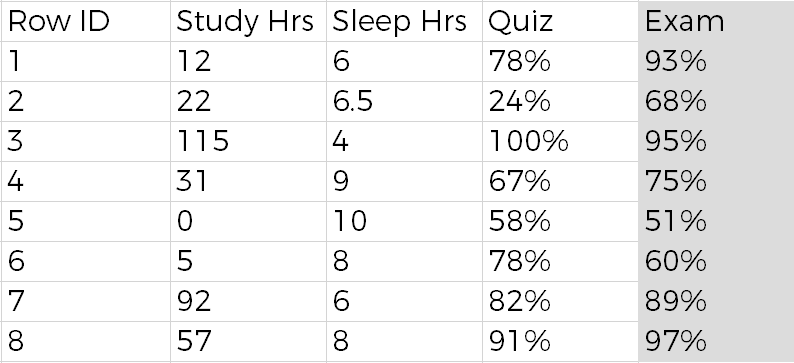 Row ID Study Hrs Sleep Hrs Quiz Exam
1 12 6 78% 93%
2 22 6.5 24% 68%
3 115 4 100% 95%
4 31 9 67% 75%
5 0 10 58% 51%
6 5 8 78% 60%
7 92 6 82% 89%
8 57 8 91% 97%